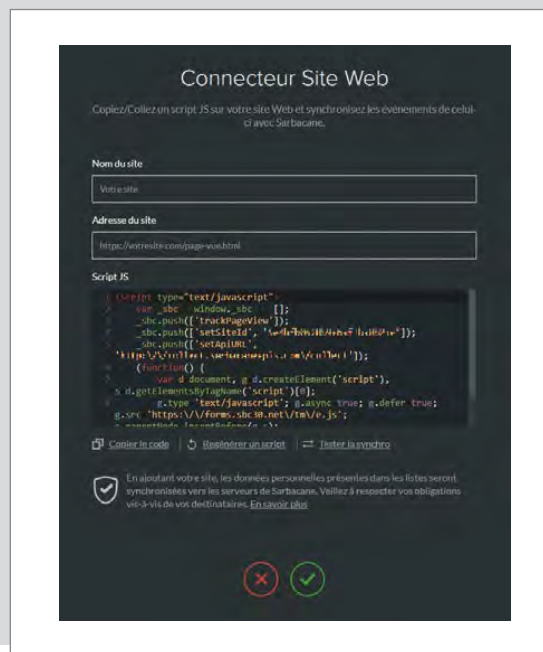 Connecteur Site Web
Copiez/Collez un script JS sur votre site Web et synchronisez les événements de celui-
ci avec Sarbacane.
Nom du site
Votre site
Adresse du site
https://votresite.com/page-vue.html
Script JS
<script type="text/javascript">
var _sbc window._sbc [];
_sbc.push(['trackPageView']);
_sbc.push(['setSiteId',
_sbc.push(['setApiURL',
(function() {
var d document, g d.createElement('script'),
s d.getElementsByTagName('script')[0];
g.type 'text/javascript'; g.async true; g.defer true;
g.src 'https:\/\/forms.sbc30.net\/tm\/e.js';
Copier le code Regénérer un script Tester la synchro
En ajoutant votre site, les données personnelles présentes dans les listes seront
synchronisées vers les serveurs de Sarbacane. Veillez à respecter vos obligations
vis-à-vis de vos destinataires. En savoir plus